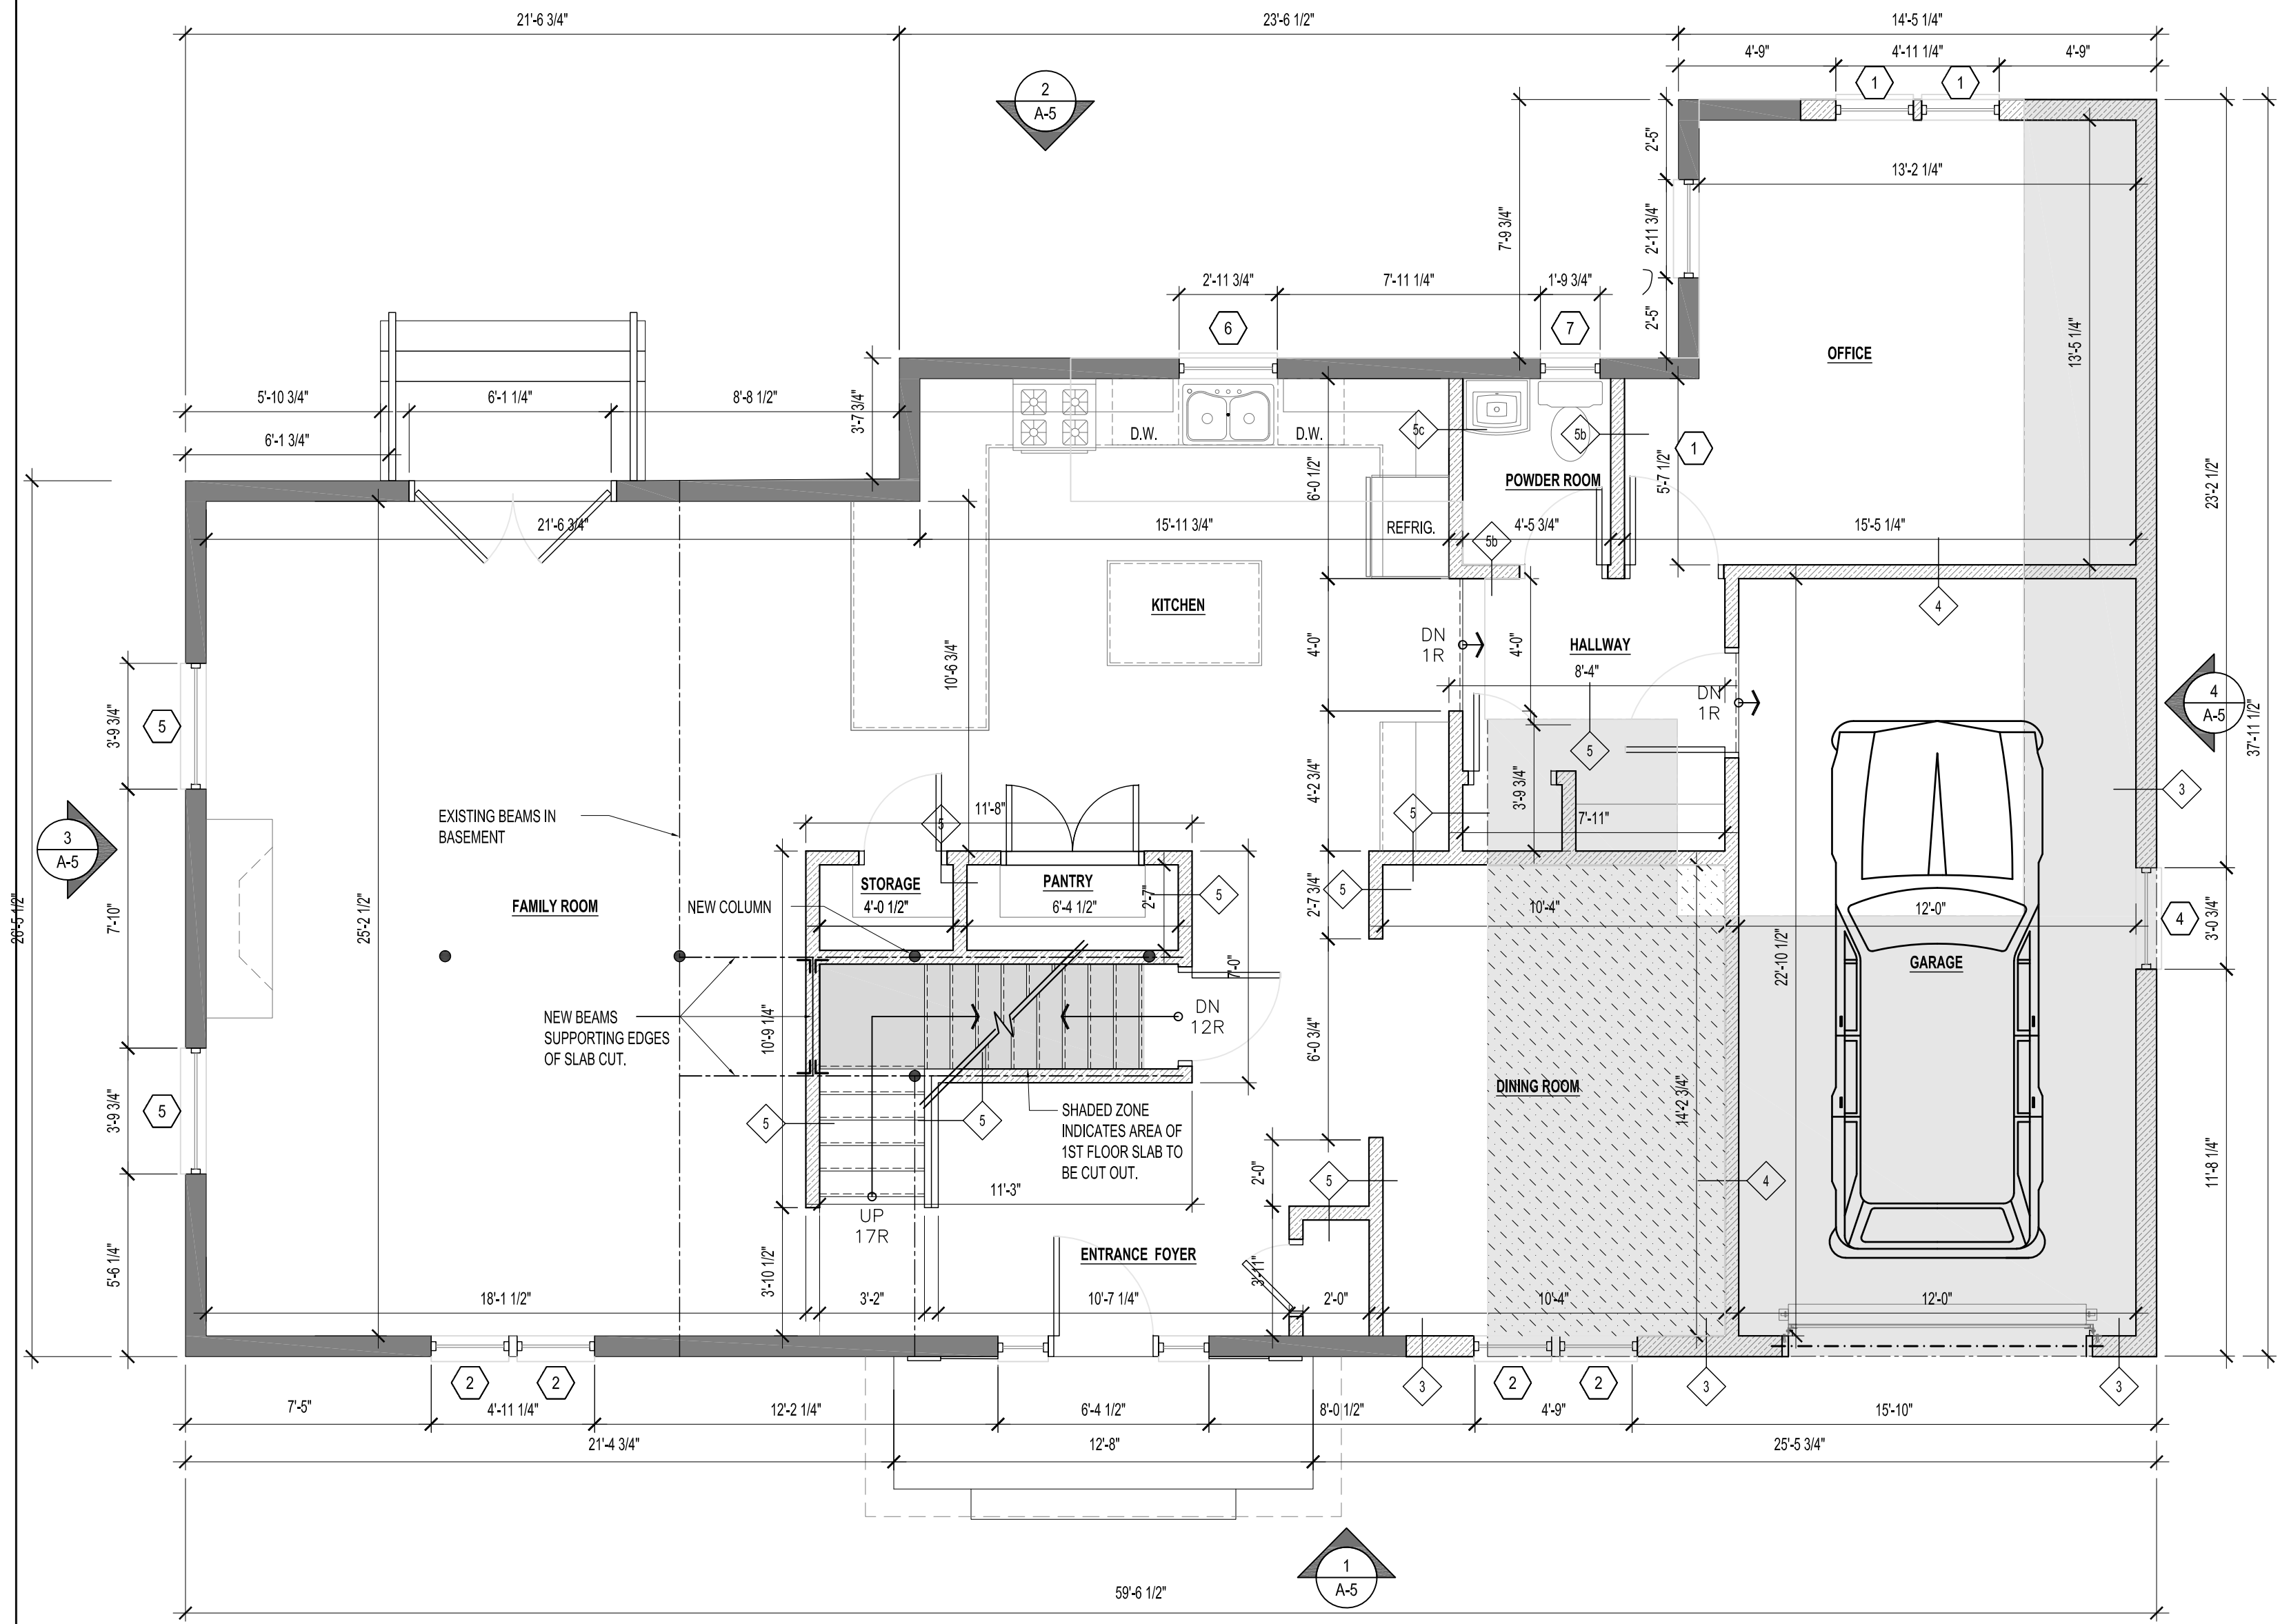 21'-6 3/4"
23'-6 1/2"
14'-5 1/4"
4'-9"
4'-11 1/4"
4'-9"
1
1
2
A-5
2'-5"
13'-2 1/4"
7'-9 3/4"
2'-11 3/4"
2'-11 3/4"
7'-11 1/4"
1'-9 3/4"
2'-5"
6
7
OFFICE
13'-5 1/4"
5'-10 3/4"
6'-1 1/4"
8'-8 1/2"
3'-7 3/4"
6'-1 3/4"
D.W.
D.W.
5c
5b
1
6'-0 1/2"
POWDER ROOM
5'-7 1/2"
23'-2 1/2"
21'-6 3/4"
15'-11 3/4"
REFRIG.
4'-5 3/4"
15'-5 1/4"
5b
KITCHEN
4
10'-6 3/4"
4'-0"
DN
1R
4'-0"
HALLWAY
8'-4"
DN
1R
4
A-5
37'-11 1/2"
3'-9 3/4"
5
5
4'-2 3/4"
3'-9 3/4"
3
EXISTING BEAMS IN
BASEMENT
11'-8"
5
5
7'-11"
3
A-5
STORAGE
4'-0 1/2"
PANTRY
6'-4 1/2"
2'-7"
5
5
2'-7 3/4"
10'-4"
12'-0"
4
3'-0 3/4"
26'-5 1/2"
7'-10"
FAMILY ROOM
25'-2 1/2"
NEW COLUMN
7'-0"
22'-10 1/2"
GARAGE
NEW BEAMS
SUPPORTING EDGES
OF SLAB CUT.
10'-9 1/4"
DN
12R
6'-0 3/4"
DINING ROOM
14'-2 3/4"
3'-9 3/4"
5
5
5
SHADED ZONE
INDICATES AREA OF
1ST FLOOR SLAB TO
BE CUT OUT.
11'-3"
2'-0"
5
4
11'-8 1/4"
UP
17R
5'-6 1/4"
3'-10 1/2"
ENTRANCE FOYER
3'-11"
18'-1 1/2"
3'-2"
10'-7 1/4"
2'-0"
10'-4"
12'-0"
2
2
3
2
2
3
3
7'-5"
4'-11 1/4"
12'-2 1/4"
6'-4 1/2"
8'-0 1/2"
4'-9"
15'-10"
21'-4 3/4"
12'-8"
25'-5 3/4"
1
A-5
59'-6 1/2"